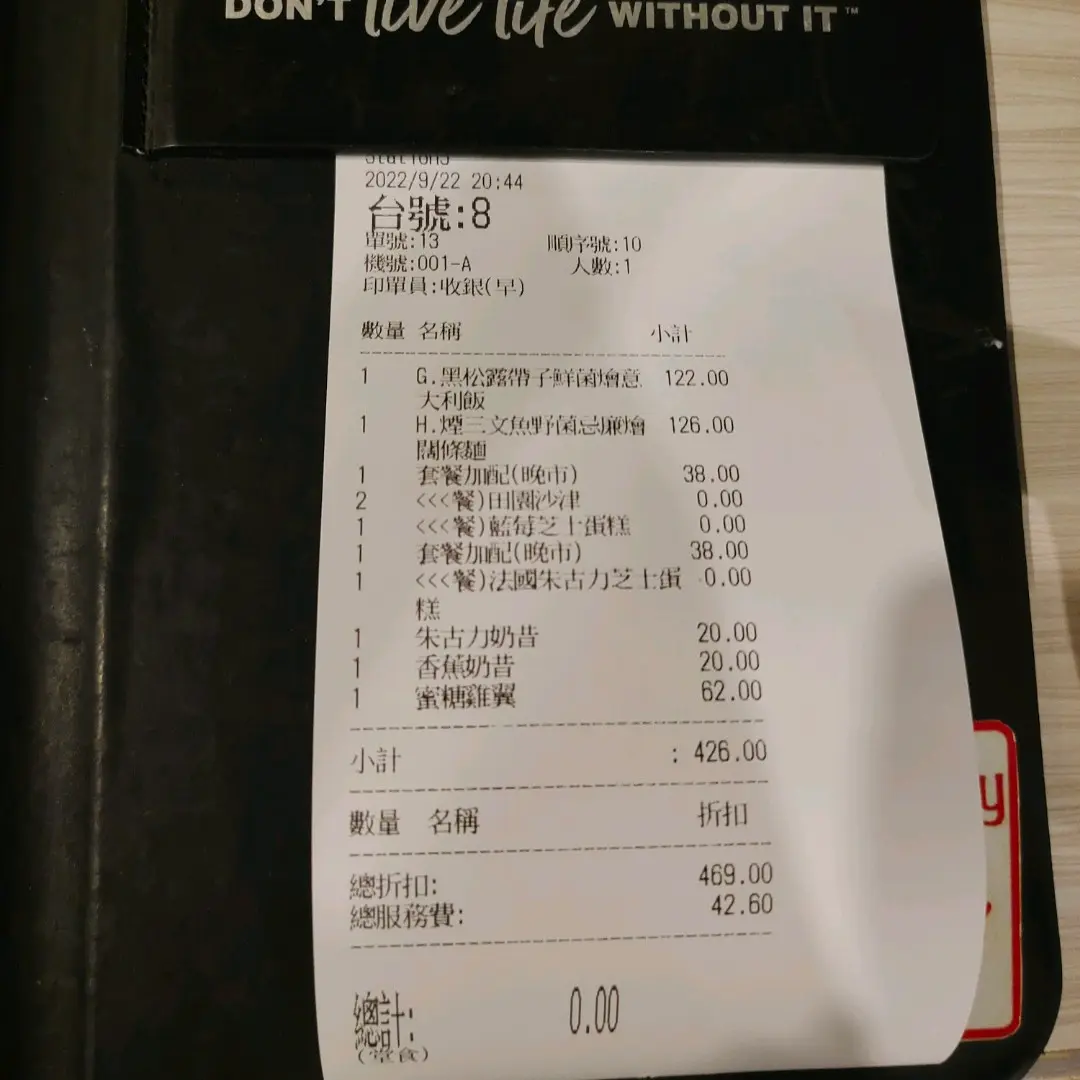 DON'T live life WITHOUT IT™
Stations
2022/9/22 20:44
台號:8
單號:13 順序號:10
機號:001-A 人數:1
印單員:收銀(早)
數量 名稱 小計
1 G.黑松露帶子鮮菌燴意 122.00
大利飯
1 H.煙三文魚野菌忌廉燴 126.00
闊條麵
1 套餐加配(晚市) 38.00
2 <<<餐)田園沙津 0.00
1 <<<餐)藍莓芝士蛋糕 0.00
1 套餐加配(晚市) 38.00
1 <<<餐)法國朱古力芝士蛋 0.00
糕
1 朱古力奶昔 20.00
1 香蕉奶昔 20.00
1 蜜糖雞翼 62.00
小計 : 426.00
數量 名稱 折扣
總折扣: 469.00
總服務費: 42.60
總計: 0.00
(堂食)
y